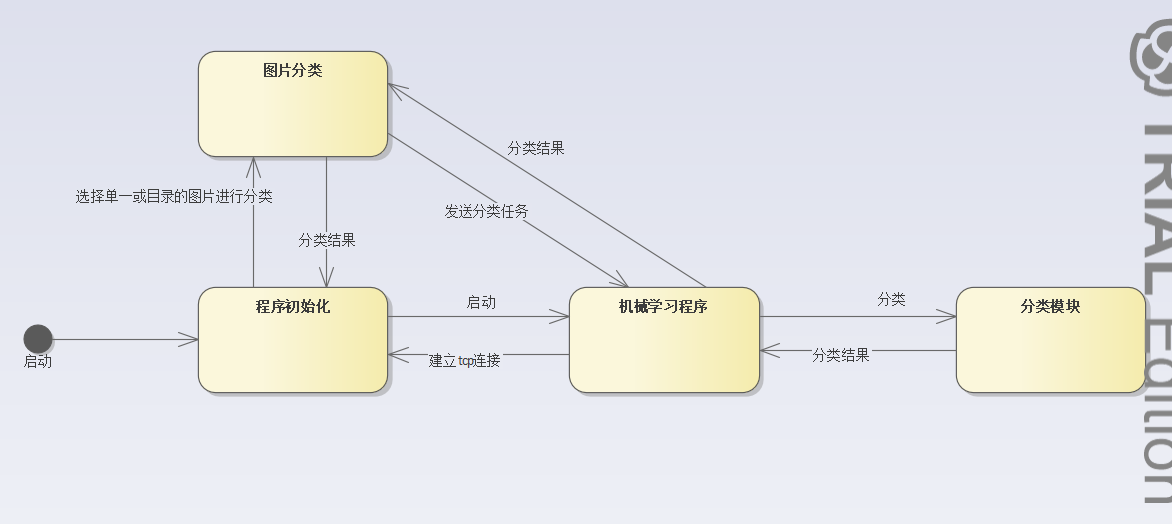 图片分类
分类结果
选择单一或目录的图片进行分类
发送分类任务
分类结果
程序初始化
启动
机械学习程序
分类
分类模块
启动
建立tcp连接
分类结果
TRIAL Edition